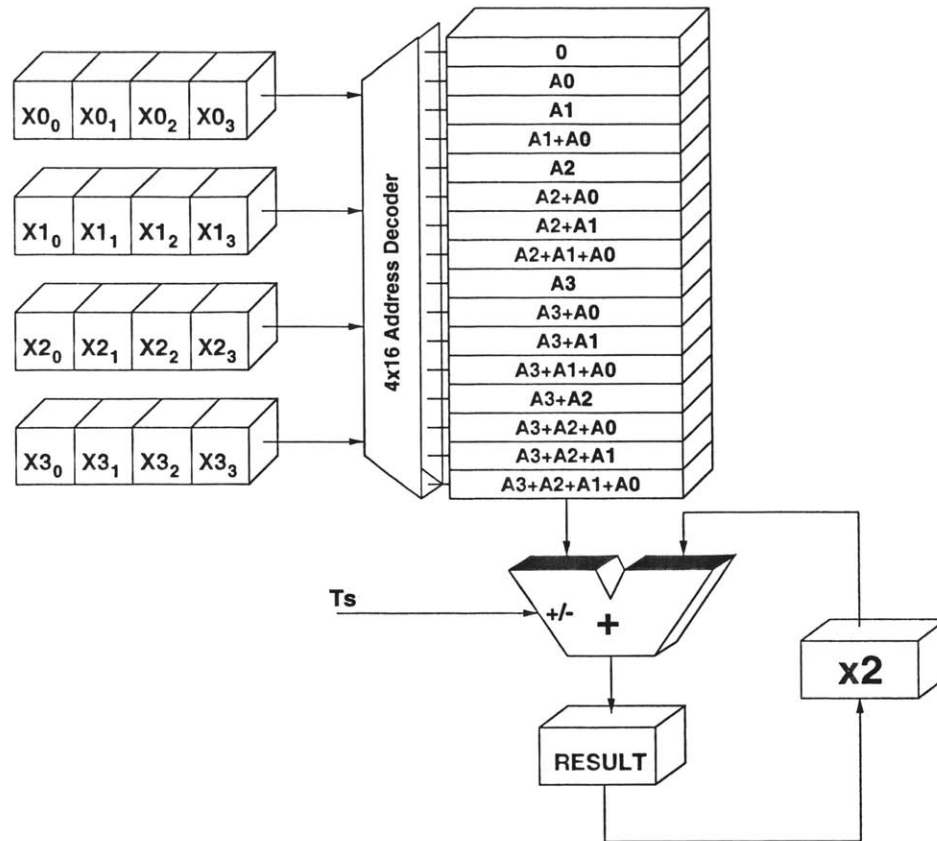 X0₀ X0₁ X0₂ X0₃
X1₀ X1₁ X1₂ X1₃
X2₀ X2₁ X2₂ X2₃
X3₀ X3₁ X3₂ X3₃
4x16 Address Decoder
0
A0
A1
A1+A0
A2
A2+A0
A2+A1
A2+A1+A0
A3
A3+A0
A3+A1
A3+A1+A0
A3+A2
A3+A2+A0
A3+A2+A1
A3+A2+A1+A0
Ts
+/-
+
x2
RESULT